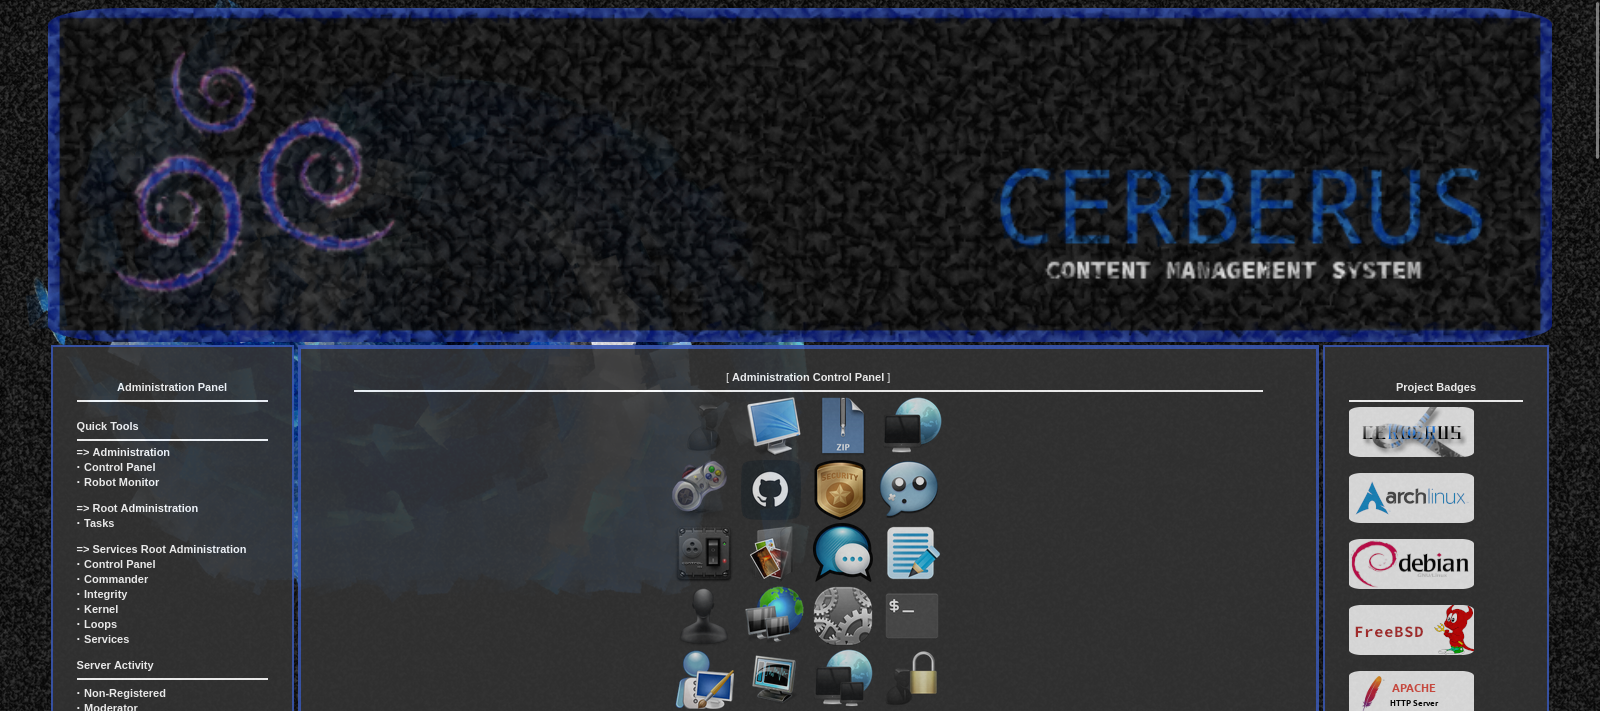 CERBERUS
CONTENT MANAGEMENT SYSTEM
Administration Panel
Quick Tools
=> Administration
· Control Panel
· Robot Monitor
=> Root Administration
· Tasks
=> Services Root Administration
· Control Panel
· Commander
· Integrity
· Kernel
· Loops
· Services
Server Activity
· Non-Registered
· Moderator
[ Administration Control Panel ]
ZIP
SECURITY
$_
Project Badges
CERBERUS
archlinux
debian
FreeBSD
APACHE
HTTP Server